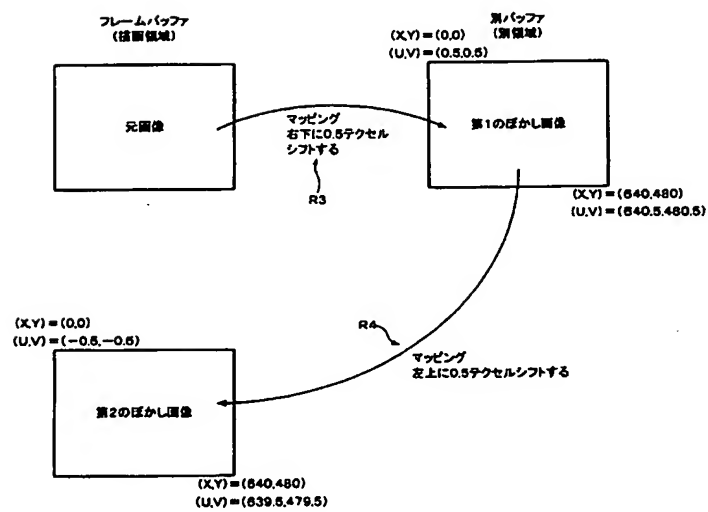 フレームバッファ
(描画領域)
別バッファ
(別領域)
(X,Y)=(0,0)
(U,V)=(0.5,0.5)
元画像
マッピング
右下に0.5テクセル
シフトする
R3
第1のぼかし画像
(X,Y)=(640,480)
(U,V)=(640.5,480.5)
(X,Y)=(0,0)
(U,V)=(-0.5,-0.5)
R4
マッピング
左上に0.5テクセルシフトする
第2のぼかし画像
(X,Y)=(640,480)
(U,V)=(639.5,479.5)